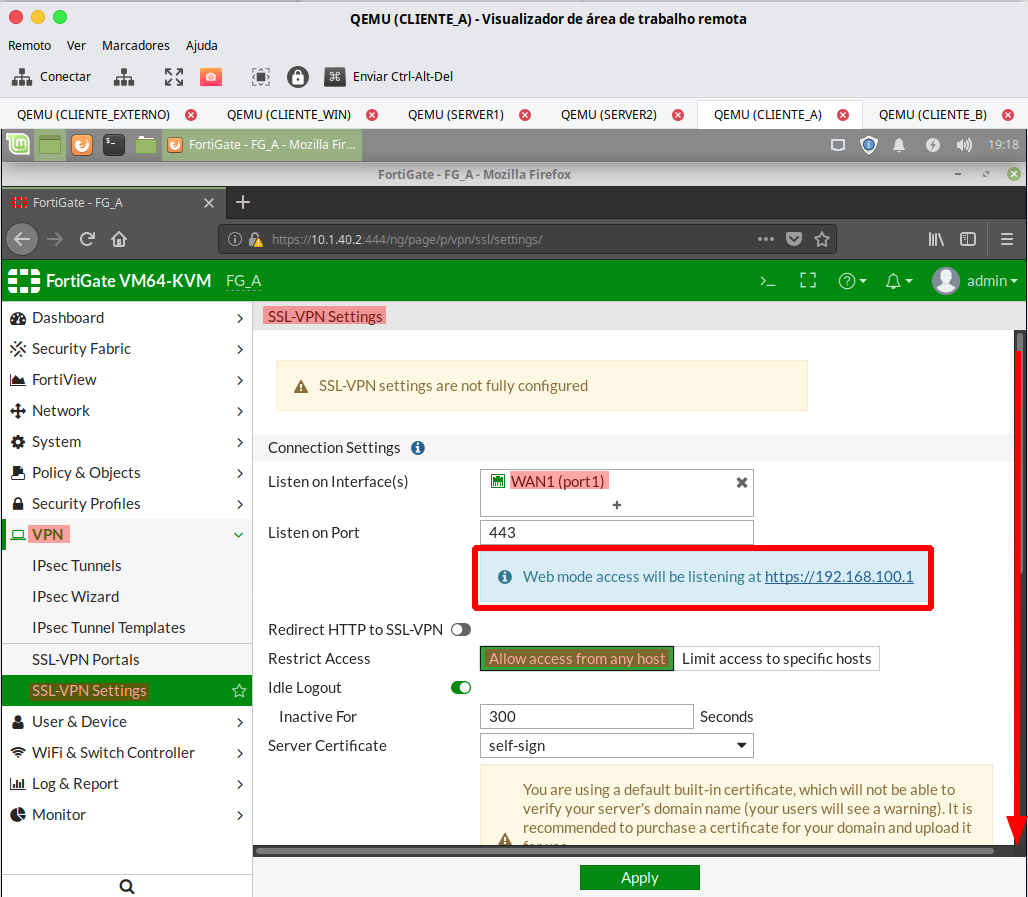 QEMU (CLIENTE_A) - Visualizador de área de trabalho remota
Remoto Ver Marcadores Ajuda
Conectar Enviar Ctrl-Alt-Del
QEMU (CLIENTE_EXTERNO) QEMU (CLIENTE_WIN) QEMU (SERVER1) QEMU (SERVER2) QEMU (CLIENTE_A) QEMU (CLIENTE_B)
FortiGate - FG_A - Mozilla Fir... 19:18
FortiGate - FG_A - Mozilla Firefox
FortiGate - FG_A
https://10.1.40.2:444/ng/page/p/vpn/ssl/settings/
FortiGate VM64-KVM FG_A admin
Dashboard
Security Fabric
FortiView
Network
System
Policy & Objects
Security Profiles
VPN
IPsec Tunnels
IPsec Wizard
IPsec Tunnel Templates
SSL-VPN Portals
SSL-VPN Settings
User & Device
WiFi & Switch Controller
Log & Report
Monitor
SSL-VPN Settings
SSL-VPN settings are not fully configured
Connection Settings
Listen on Interface(s) WAN1 (port1)
+
Listen on Port 443
Web mode access will be listening at https://192.168.100.1
Redirect HTTP to SSL-VPN
Restrict Access Allow access from any host Limit access to specific hosts
Idle Logout
Inactive For 300 Seconds
Server Certificate self-sign
You are using a default built-in certificate, which will not be able to
verify your server's domain name (your users will see a warning). It is
recommended to purchase a certificate for your domain and upload it
for use.
Apply